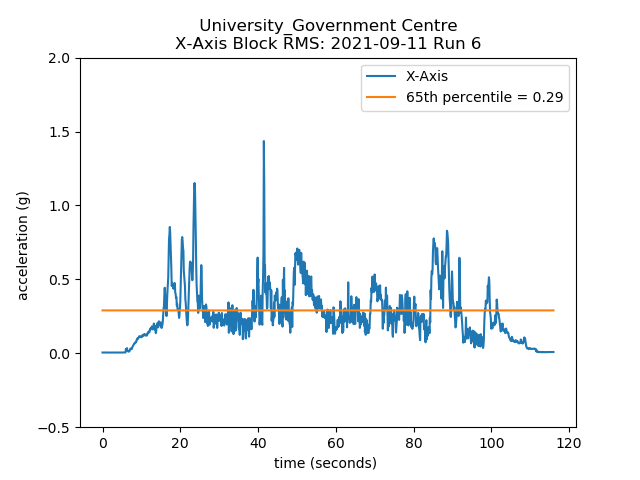 University_Government Centre
X-Axis Block RMS: 2021-09-11 Run 6
2.0
1.5
1.0
0.5
0.0
−0.5
acceleration (g)
X-Axis
65th percentile = 0.29
0 20 40 60 80 100 120
time (seconds)